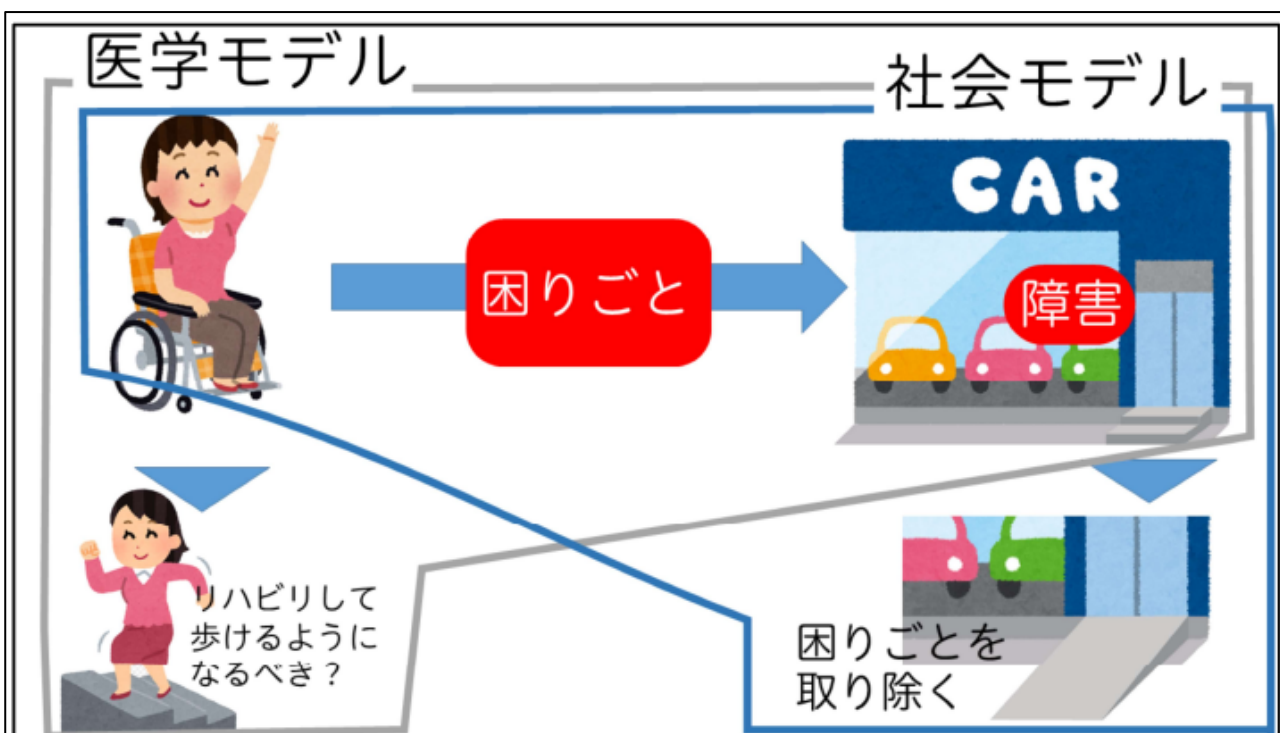 医学モデル
社会モデル
CAR
困りごと
障害
リハビリして
歩けるように
なるべき？
困りごとを
取り除く